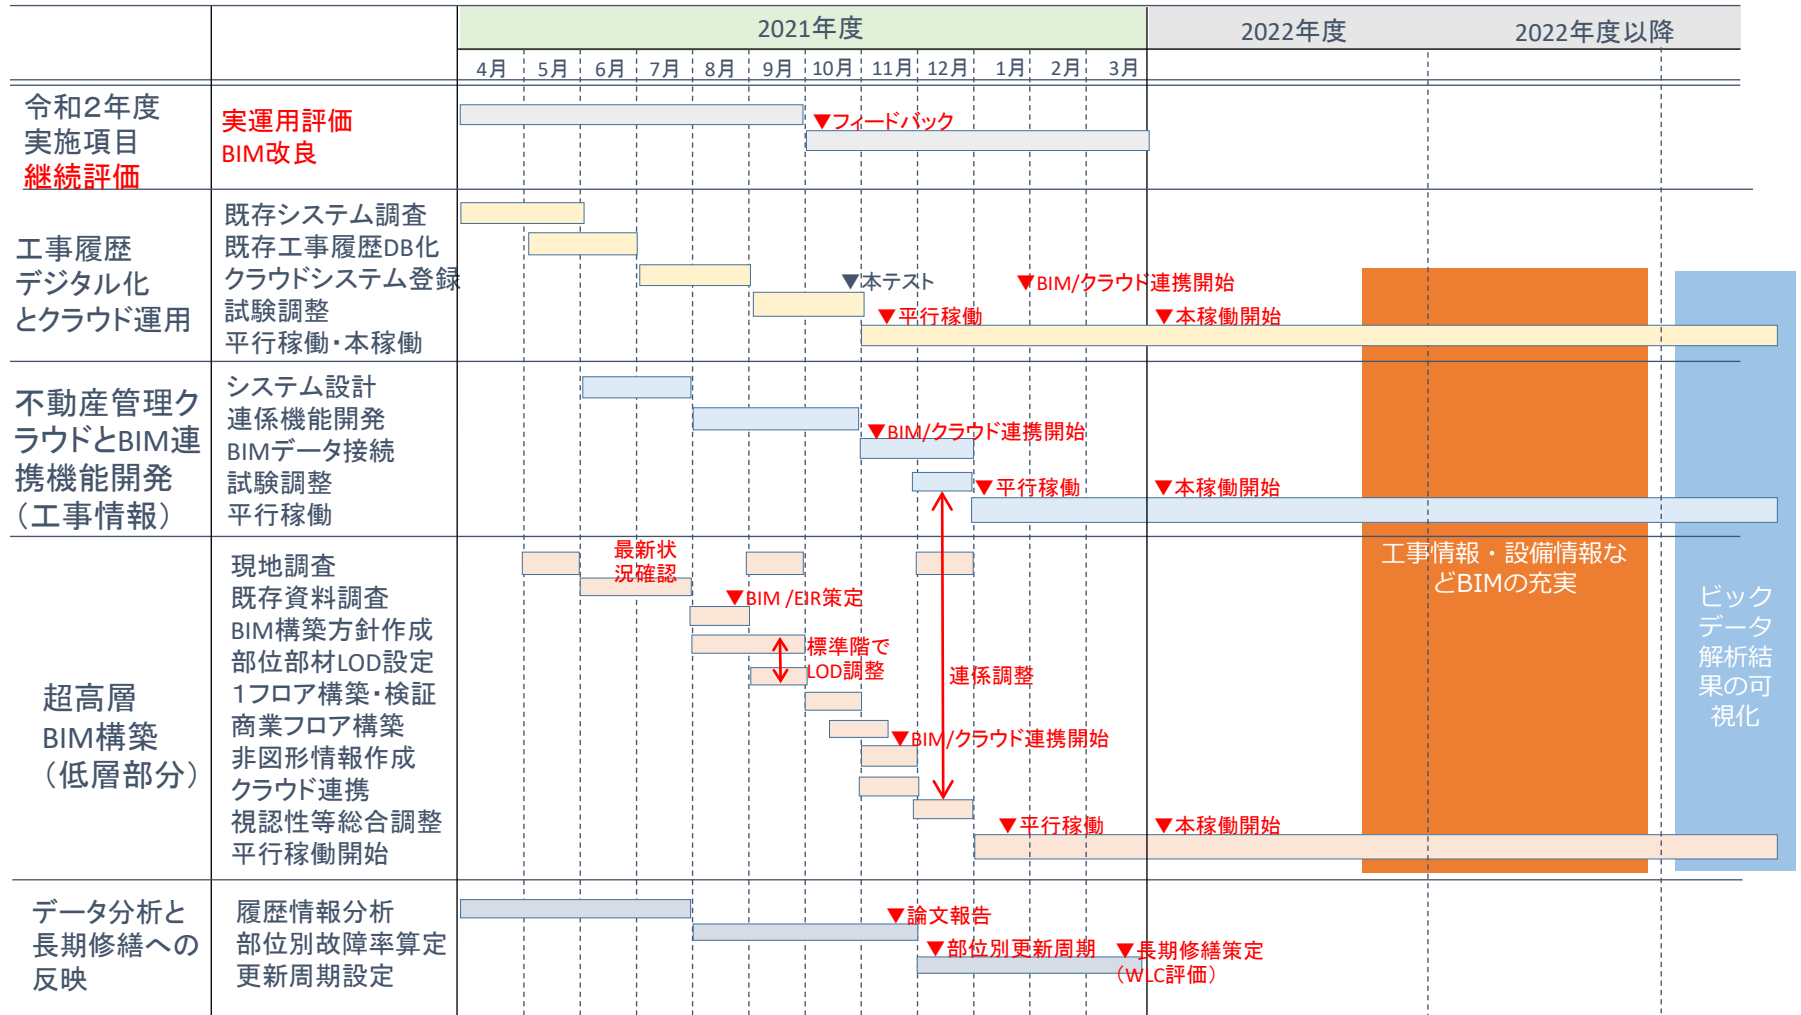 2021年度
2022年度
2022年度以降
4月
5月
6月
7月
8月
9月
10月
11月
12月
1月
2月
3月
令和2年度
実施項目
継続評価
実運用評価
BIM改良
▼フィードバック
工事履歴
デジタル化
とクラウド運用
既存システム調査
既存工事履歴DB化
クラウドシステム登録
試験調整
平行稼働・本稼働
▼本テスト
▼BIM/クラウド連携開始
▼平行稼働
▼本稼働開始
不動産管理ク
ラウドとBIM連
携機能開発
（工事情報）
システム設計
連係機能開発
BIMデータ接続
試験調整
平行稼働
▼BIM/クラウド連携開始
▼平行稼働
▼本稼働開始
超高層
BIM構築
（低層部分）
現地調査
既存資料調査
BIM構築方針作成
部位部材LOD設定
1フロア構築・検証
商業フロア構築
非図形情報作成
クラウド連携
視認性等総合調整
平行稼働開始
最新状
況確認
▼BIM /EIR策定
標準階で
LOD調整
連係調整
▼BIM/クラウド連携開始
▼平行稼働
▼本稼働開始
工事情報・設備情報な
どBIMの充実
ビック
データ
解析結
果の可
視化
データ分析と
長期修繕への
反映
履歴情報分析
部位別故障率算定
更新周期設定
▼論文報告
▼部位別更新周期
▼長期修繕策定
（WLC評価）